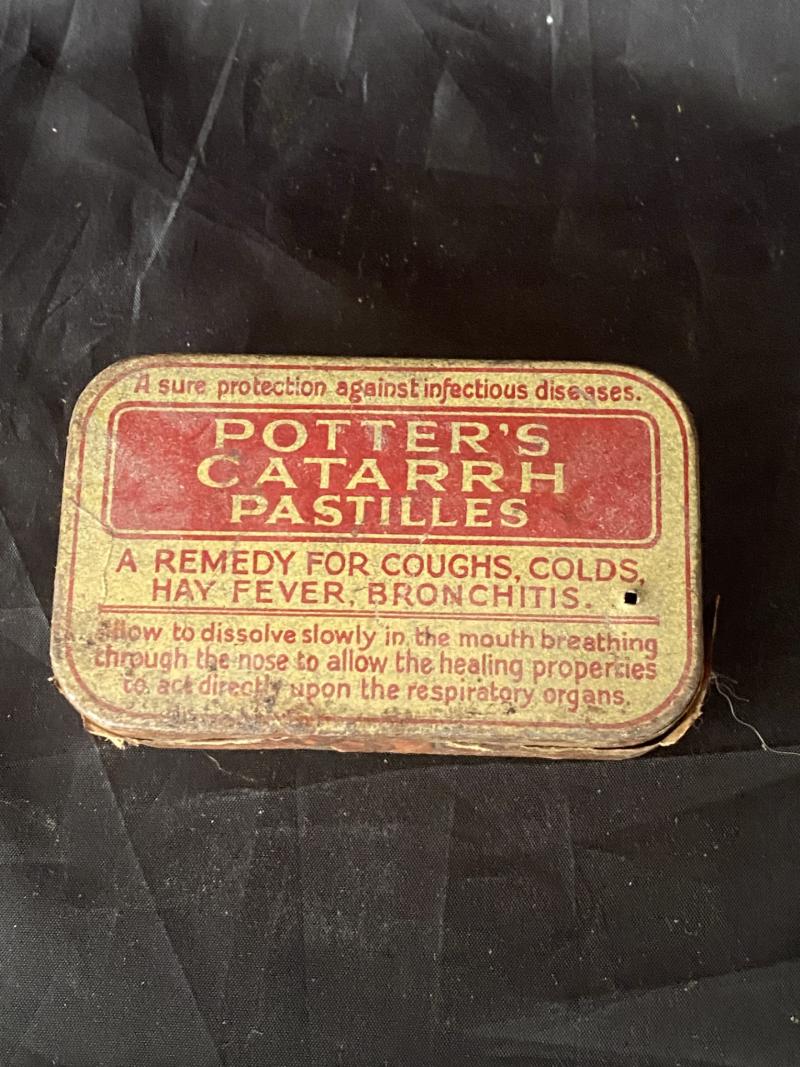 A sure protection against infectious diseases.
POTTER'S
CATARRH
PASTILLES
A REMEDY FOR COUGHS, COLDS,
HAY FEVER, BRONCHITIS.
Allow to dissolve slowly in the mouth breathing
through the nose to allow the healing properties
to act directly upon the respiratory organs.